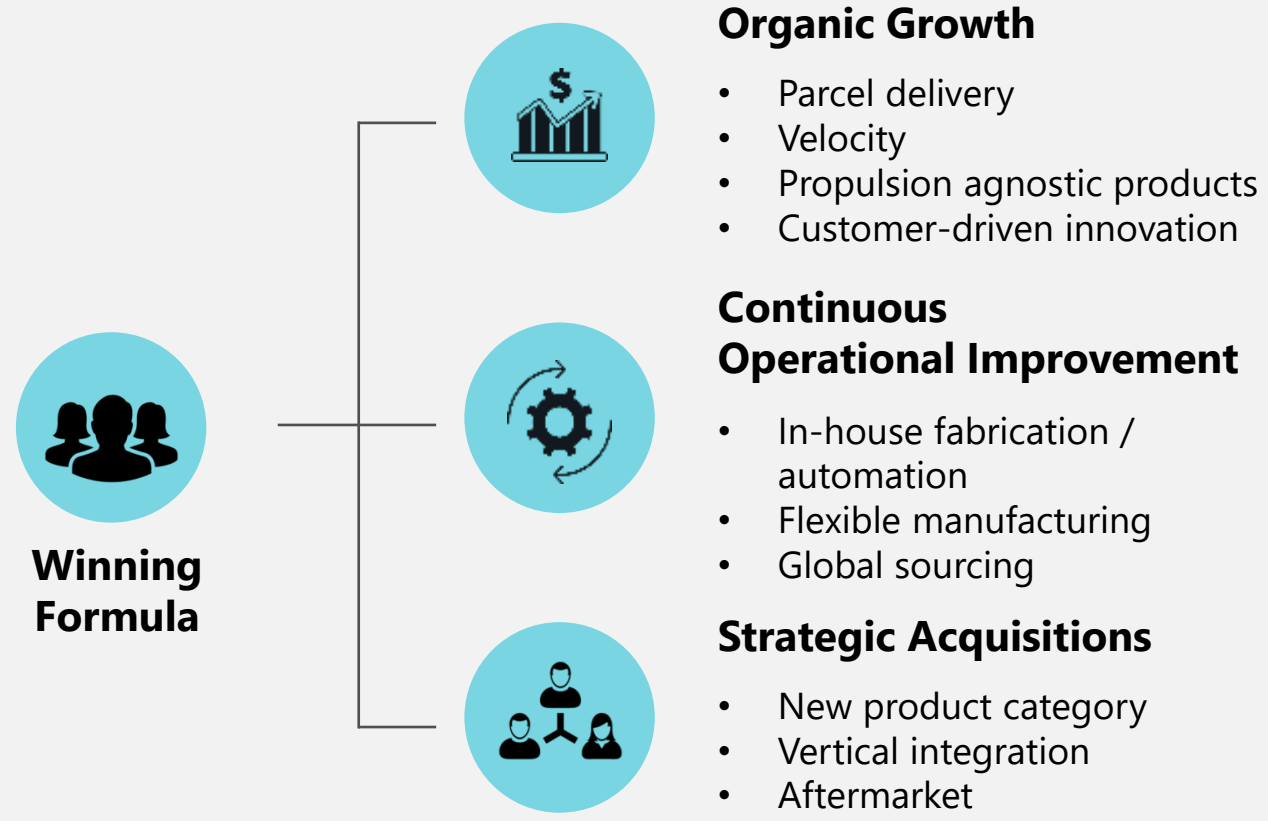 Organic Growth
• Parcel delivery
• Velocity
• Propulsion agnostic products
• Customer-driven innovation
Continuous
Operational Improvement
• In-house fabrication /
automation
• Flexible manufacturing
• Global sourcing
Winning
Formula
Strategic Acquisitions
• New product category
• Vertical integration
• Aftermarket
$